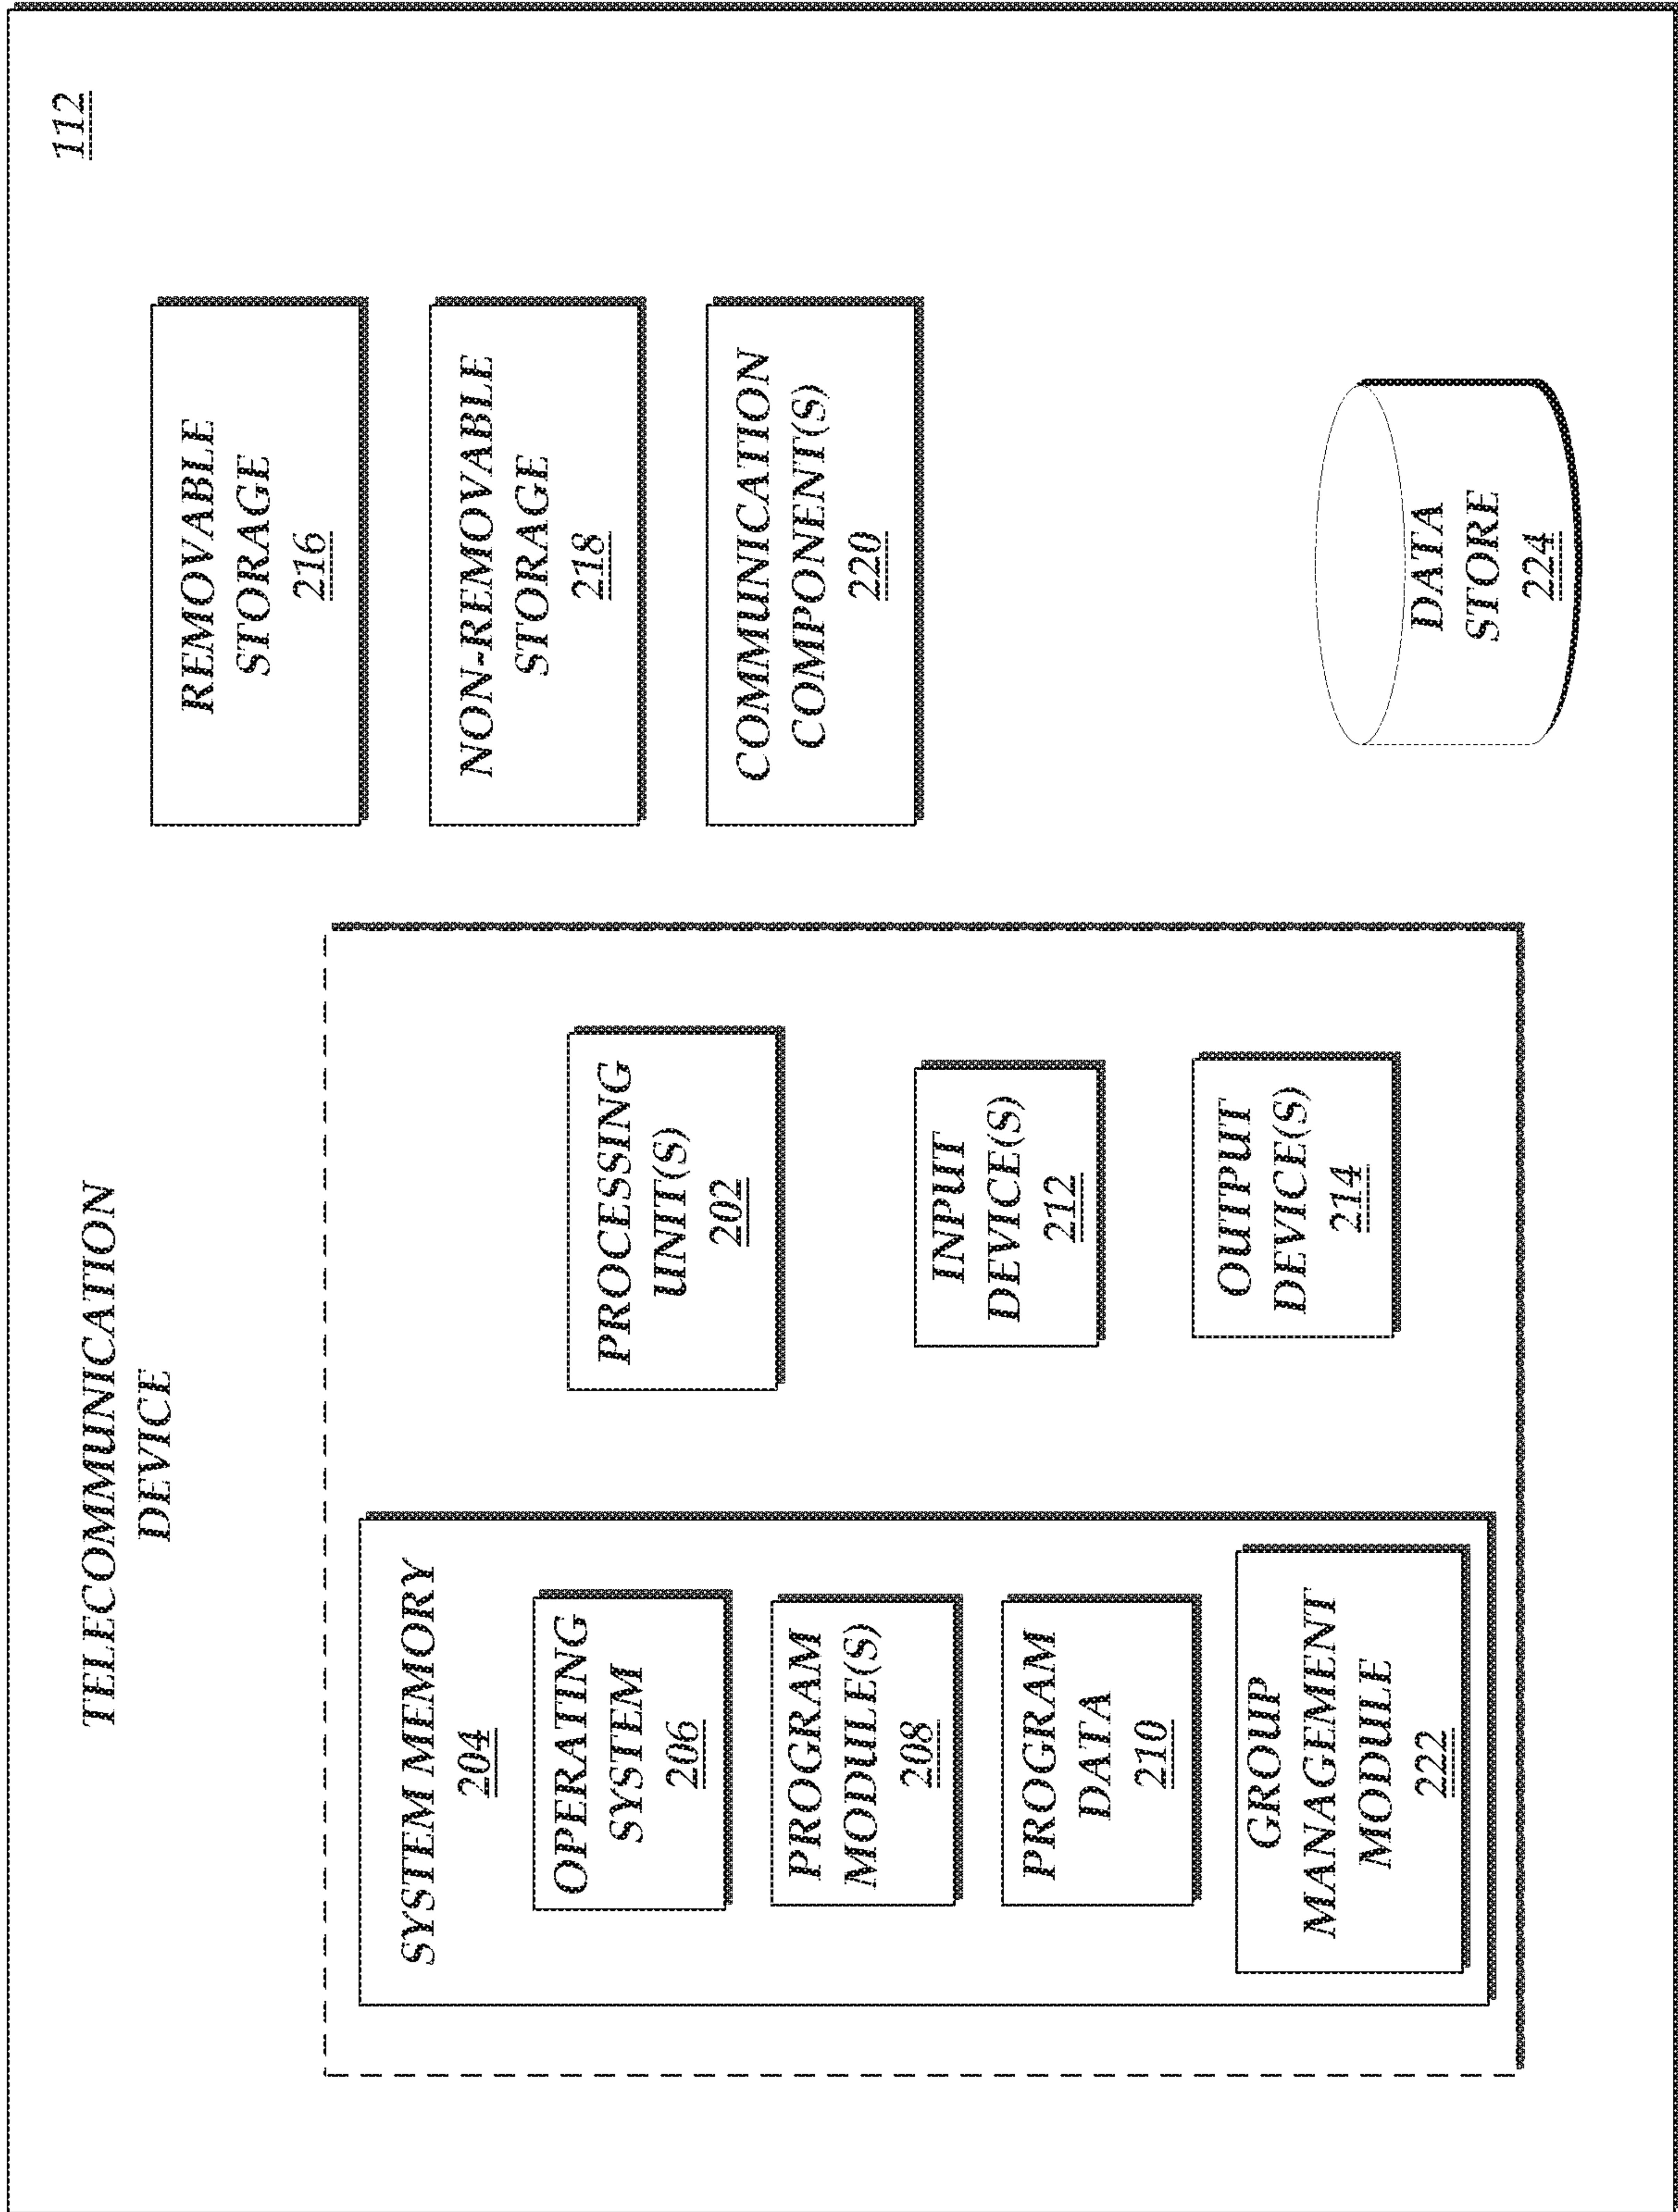 112
TELECOMMUNICATION
DEVICE
SYSTEM MEMORY
204
OPERATING
SYSTEM
206
PROGRAM
MODULE(S)
208
PROGRAM
DATA
210
GROUP
MANAGEMENT
MODULE
222
PROCESSING
UNIT(S)
202
INPUT
DEVICE(S)
212
OUTPUT
DEVICE(S)
214
REMOVABLE
STORAGE
216
NON-REMOVABLE
STORAGE
218
COMMUNICATION
COMPONENT(S)
220
DATA
STORE
224